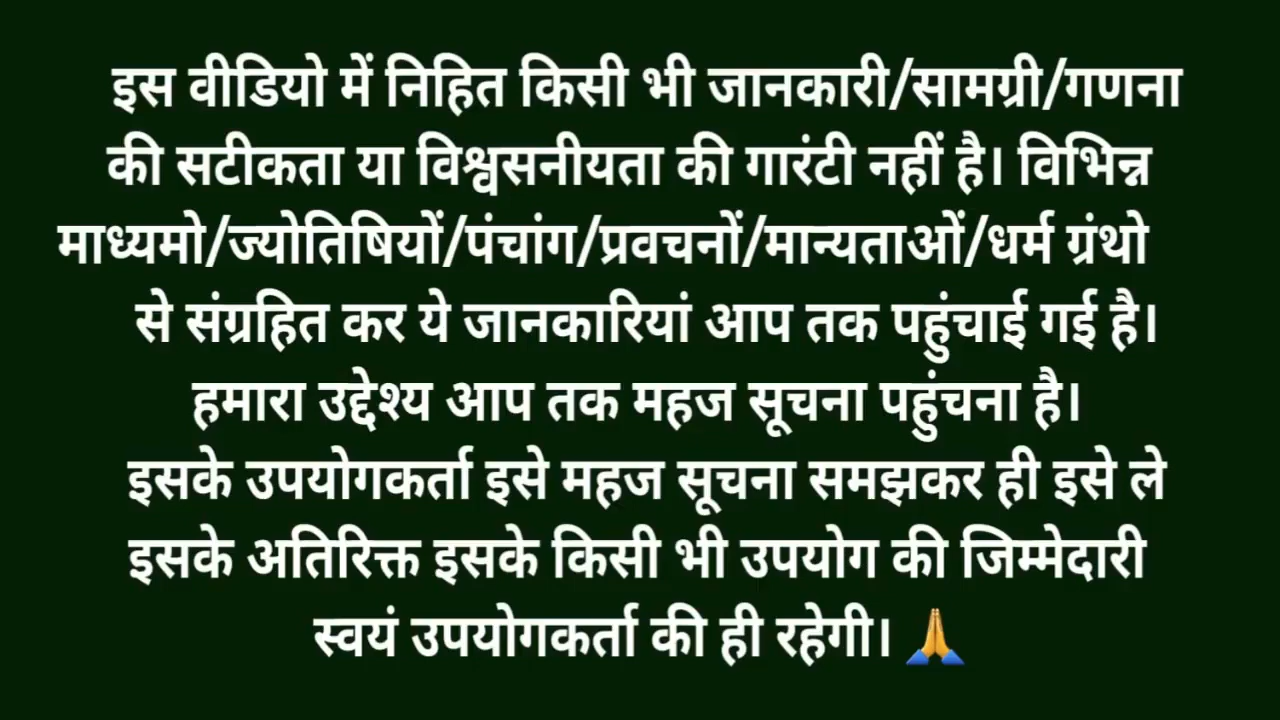 इस वीडियो में निहित किसी भी जानकारी/सामग्री/गणना
की सटीकता या विश्वसनीयता की गारंटी नहीं है। विभिन्न
माध्यमो/ज्योतिषियों/पंचांग/प्रवचनों/मान्यताओं/धर्म ग्रंथो
से संग्रहित कर ये जानकारियां आप तक पहुंचाई गई है।
हमारा उद्देश्य आप तक महज सूचना पहुंचना है।
इसके उपयोगकर्ता इसे महज सूचना समझकर ही इसे ले
इसके अतिरिक्त इसके किसी भी उपयोग की जिम्मेदारी
स्वयं उपयोगकर्ता की ही रहेगी। 🙏